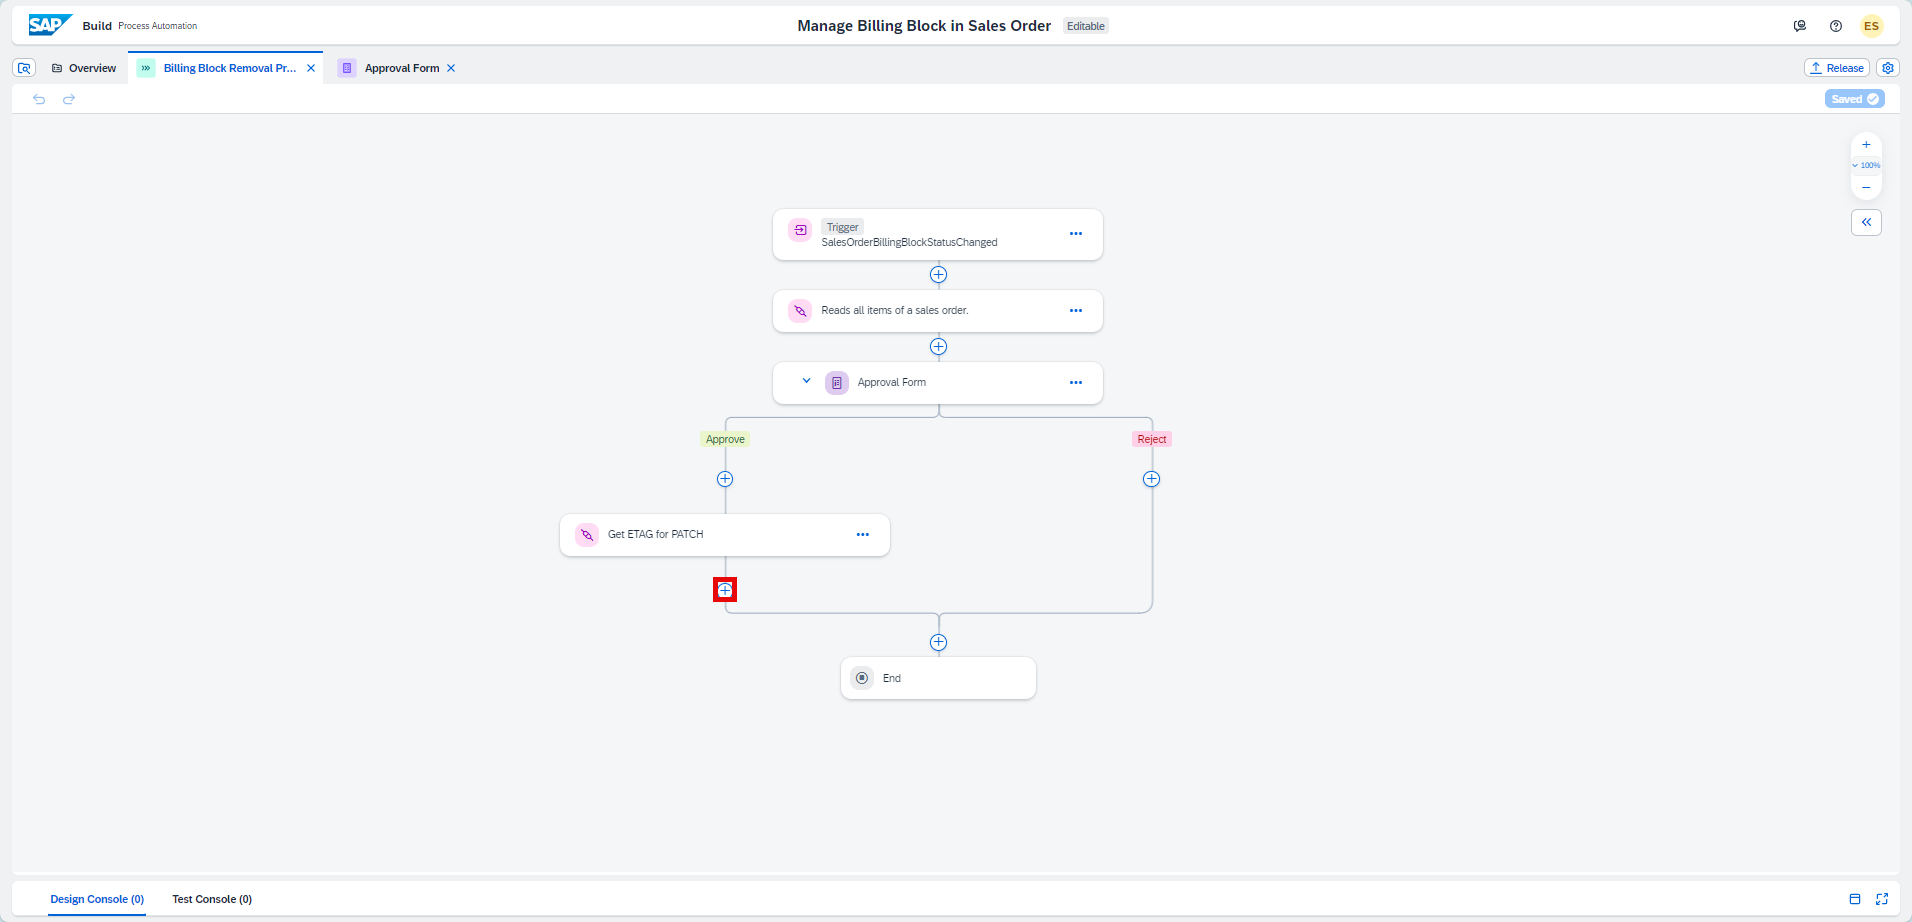 SAP Build Process Automation
Manage Billing Block in Sales Order Editable
ES
Overview
Billing Block Removal Pr...
Approval Form
Release
Saved
100%
Trigger
SalesOrderBillingBlockStatusChanged
Reads all items of a sales order.
Approval Form
Approve
Reject
Get ETAG for PATCH
End
Design Console (0)
Test Console (0)